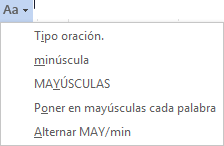 Aa
Tipo oración.
minúscula
MAYÚSCULAS
Poner en mayúsculas cada palabra
Alternar MAY/min